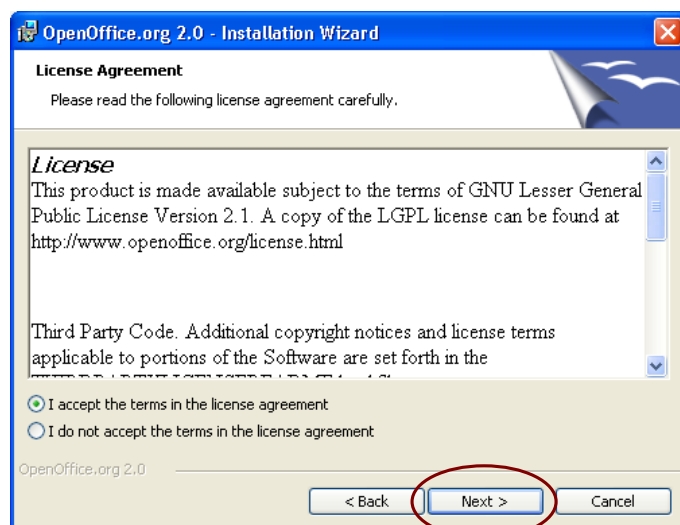 OpenOffice.org 2.0 - Installation Wizard
License Agreement
Please read the following license agreement carefully.
License
This product is made available subject to the terms of GNU Lesser General
Public License Version 2.1. A copy of the LGPL license can be found at
http://www.openoffice.org/license.html
Third Party Code. Additional copyright notices and license terms
applicable to portions of the Software are set forth in the
I accept the terms in the license agreement
I do not accept the terms in the license agreement
OpenOffice.org 2.0
< Back
Next >
Cancel